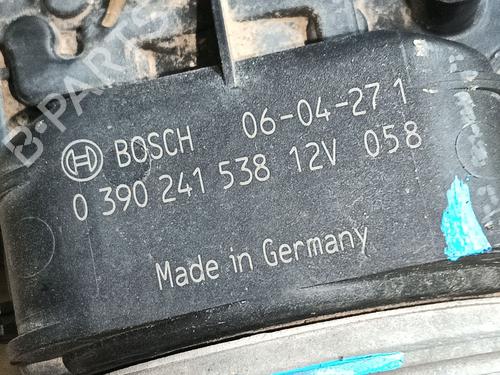 BOSCH 06-04-27 1
0 390 241 538 12V 058
Made in Germany
B-PARTS